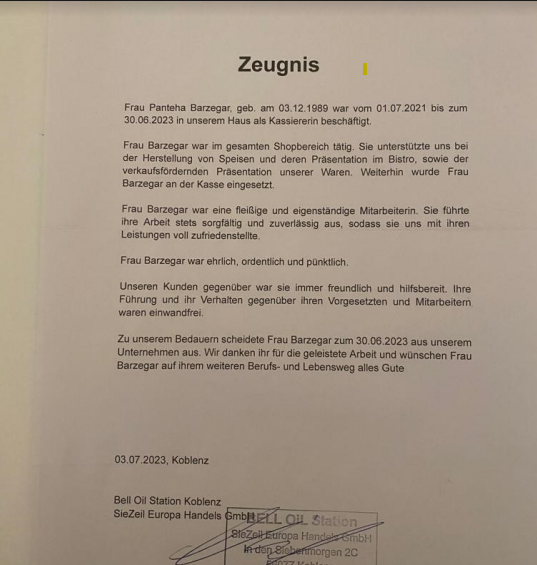 Zeugnis
Frau Panteha Barzegar, geb. am 03.12.1989 war vom 01.07.2021 bis zum
30.06.2023 in unserem Haus als Kassiererin beschäftigt.
Frau Barzegar war im gesamten Shopbereich tätig. Sie unterstützte uns bei
der Herstellung von Speisen und deren Präsentation im Bistro, sowie der
verkaufsfördernden Präsentation unserer Waren. Weiterhin wurde Frau
Barzegar an der Kasse eingesetzt.
Frau Barzegar war eine fleißige und eigenständige Mitarbeiterin. Sie führte
ihre Arbeit stets sorgfältig und zuverlässig aus, sodass sie uns mit ihren
Leistungen voll zufriedenstellte.
Frau Barzegar war ehrlich, ordentlich und pünktlich.
Unseren Kunden gegenüber war sie immer freundlich und hilfsbereit. Ihre
Führung und ihr Verhalten gegenüber ihren Vorgesetzten und Mitarbeitern
waren einwandfrei.
Zu unserem Bedauern scheidete Frau Barzegar zum 30.06.2023 aus unserem
Unternehmen aus. Wir danken ihr für die geleistete Arbeit und wünschen Frau
Barzegar auf ihrem weiteren Berufs- und Lebensweg alles Gute
03.07.2023, Koblenz
Bell Oil Station Koblenz
SieZeil Europa Handels GmbH
BELL OiL Station
SieZeil Europa Handels GmbH
In den Siebenmorgen 2C
Koblenz